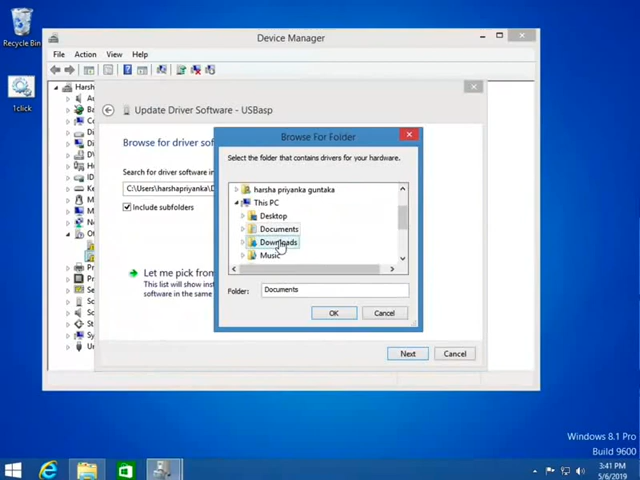 Recycle Bin
1click
Device Manager
File Action View Help
Update Driver Software - USBasp
Browse for driver sof
Search for driver software in
C:\Users\harshapriyanka\D
Include subfolders
Let me pick from
This list will show inst
software in the same
Next
Cancel
Browse For Folder
Select the folder that contains drivers for your hardware.
harsha priyanka guntaka
This PC
Desktop
Documents
Downloads
Music
Folder:
Documents
OK
Cancel
Windows 8.1 Pro
Build 9600
3:41 PM
5/6/2019